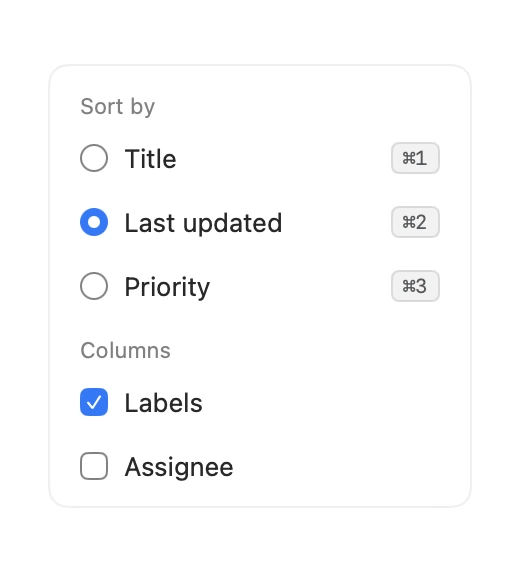 Sort by
Title ⌘1
Last updated ⌘2
Priority ⌘3
Columns
Labels
Assignee